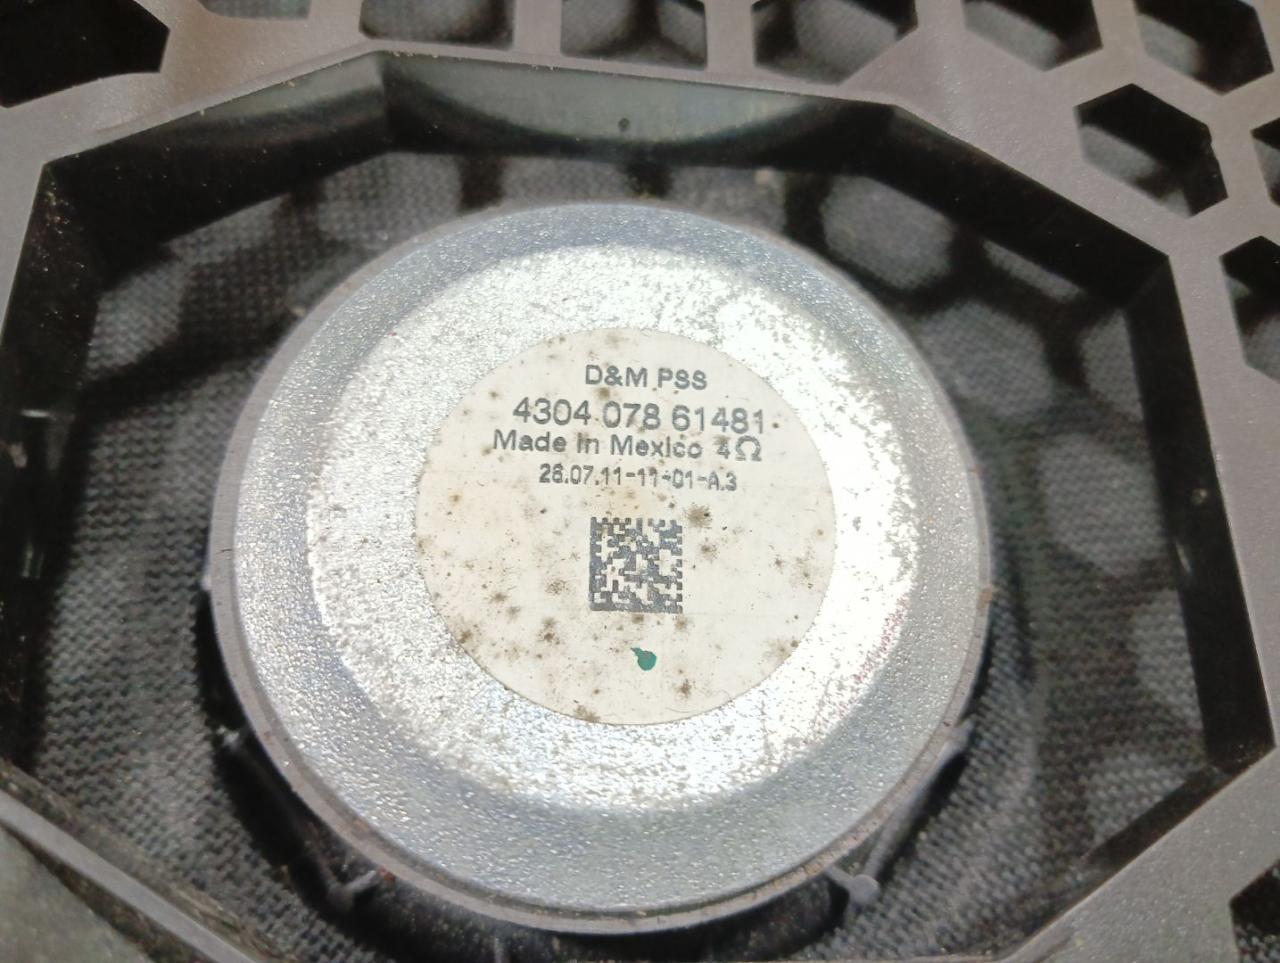 D&M PSS
4304 078 61481
Made in Mexico 4Ω
26.07.11-11-01-A.3